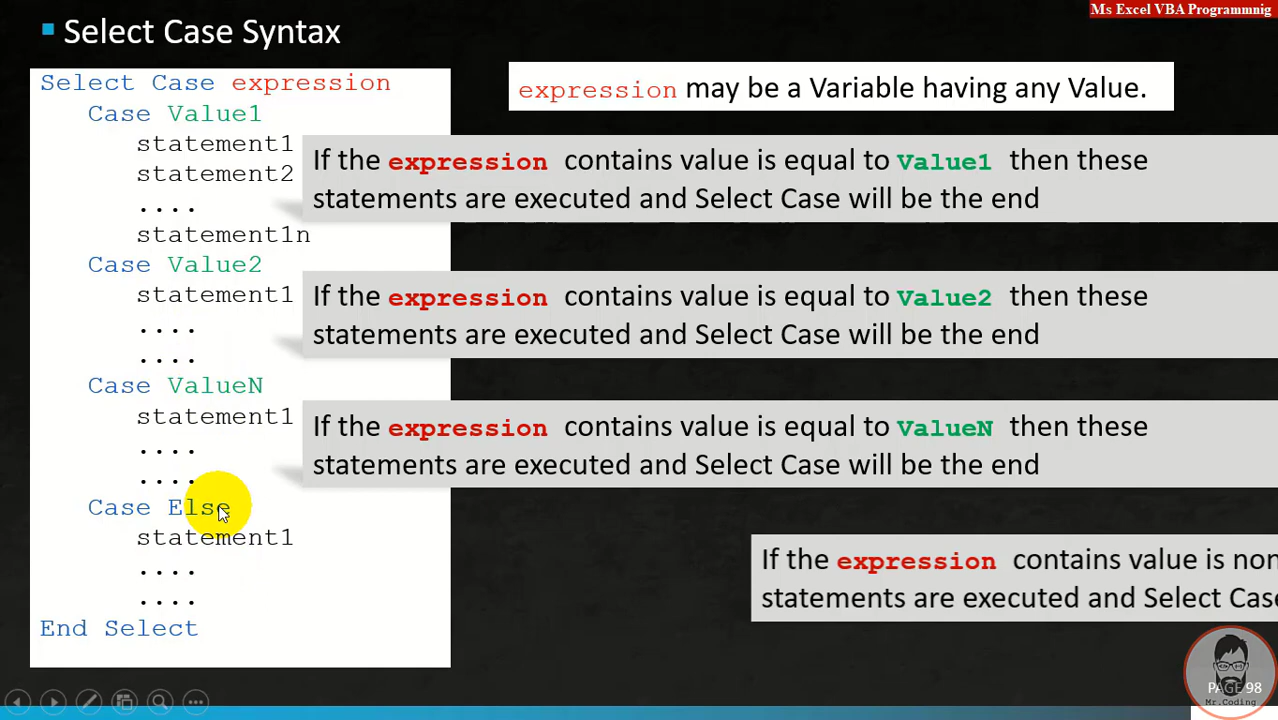 Ms Excel VBA Programmnig
Select Case Syntax
Select Case expression
Case Value1
statement1
statement2
....
statement1n
Case Value2
statement1
....
....
Case ValueN
statement1
....
....
Case Else
statement1
....
....
End Select
expression may be a Variable having any Value.
If the expression contains value is equal to Value1 then these
statements are executed and Select Case will be the end
If the expression contains value is equal to Value2 then these
statements are executed and Select Case will be the end
If the expression contains value is equal to ValueN then these
statements are executed and Select Case will be the end
If the expression contains value is non
statements are executed and Select Case
PAGE 98
Mr.Coding